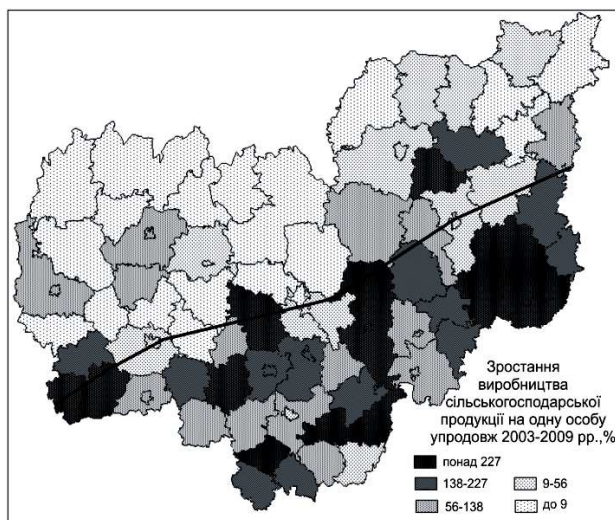 Зростання
виробництва
сільськогосподарської
продукції на одну особу
упродовж 2003-2009 рр.,%
понад 227
138-227
9-56
56-138
до 9